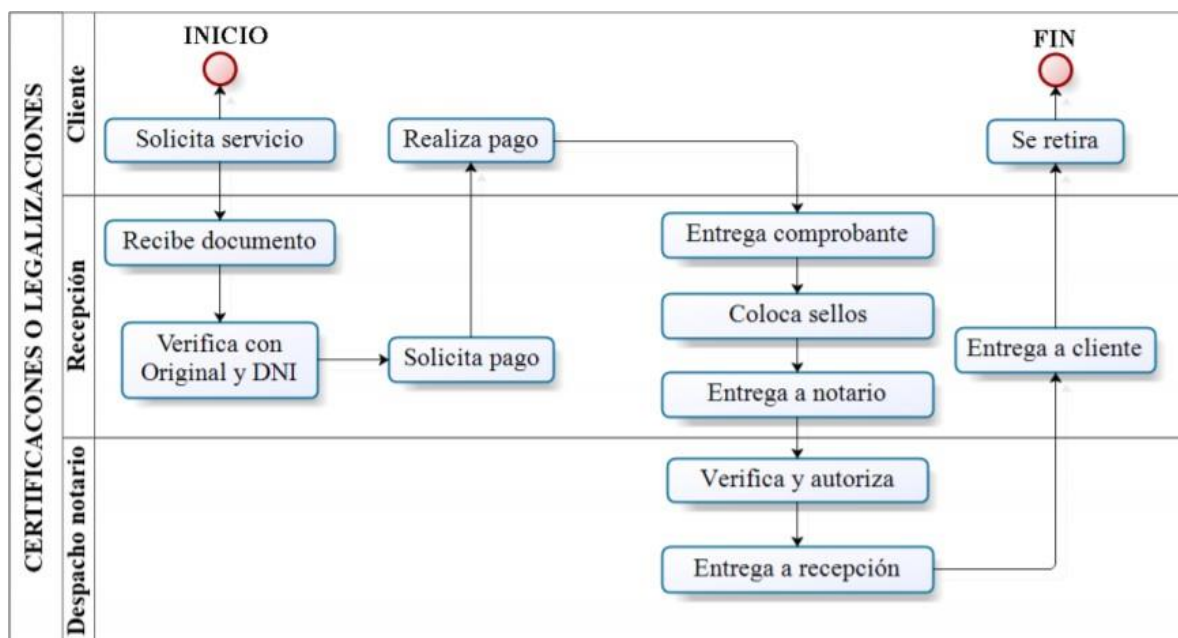 CERTIFICACONES O LEGALIZACIONES
Cliente
INICIO
FIN
Solicita servicio
Realiza pago
Se retira
Recepción
Recibe documento
Verifica con
Original y DNI
Solicita pago
Entrega comprobante
Coloca sellos
Entrega a notario
Entrega a cliente
Despacho notario
Verifica y autoriza
Entrega a recepción